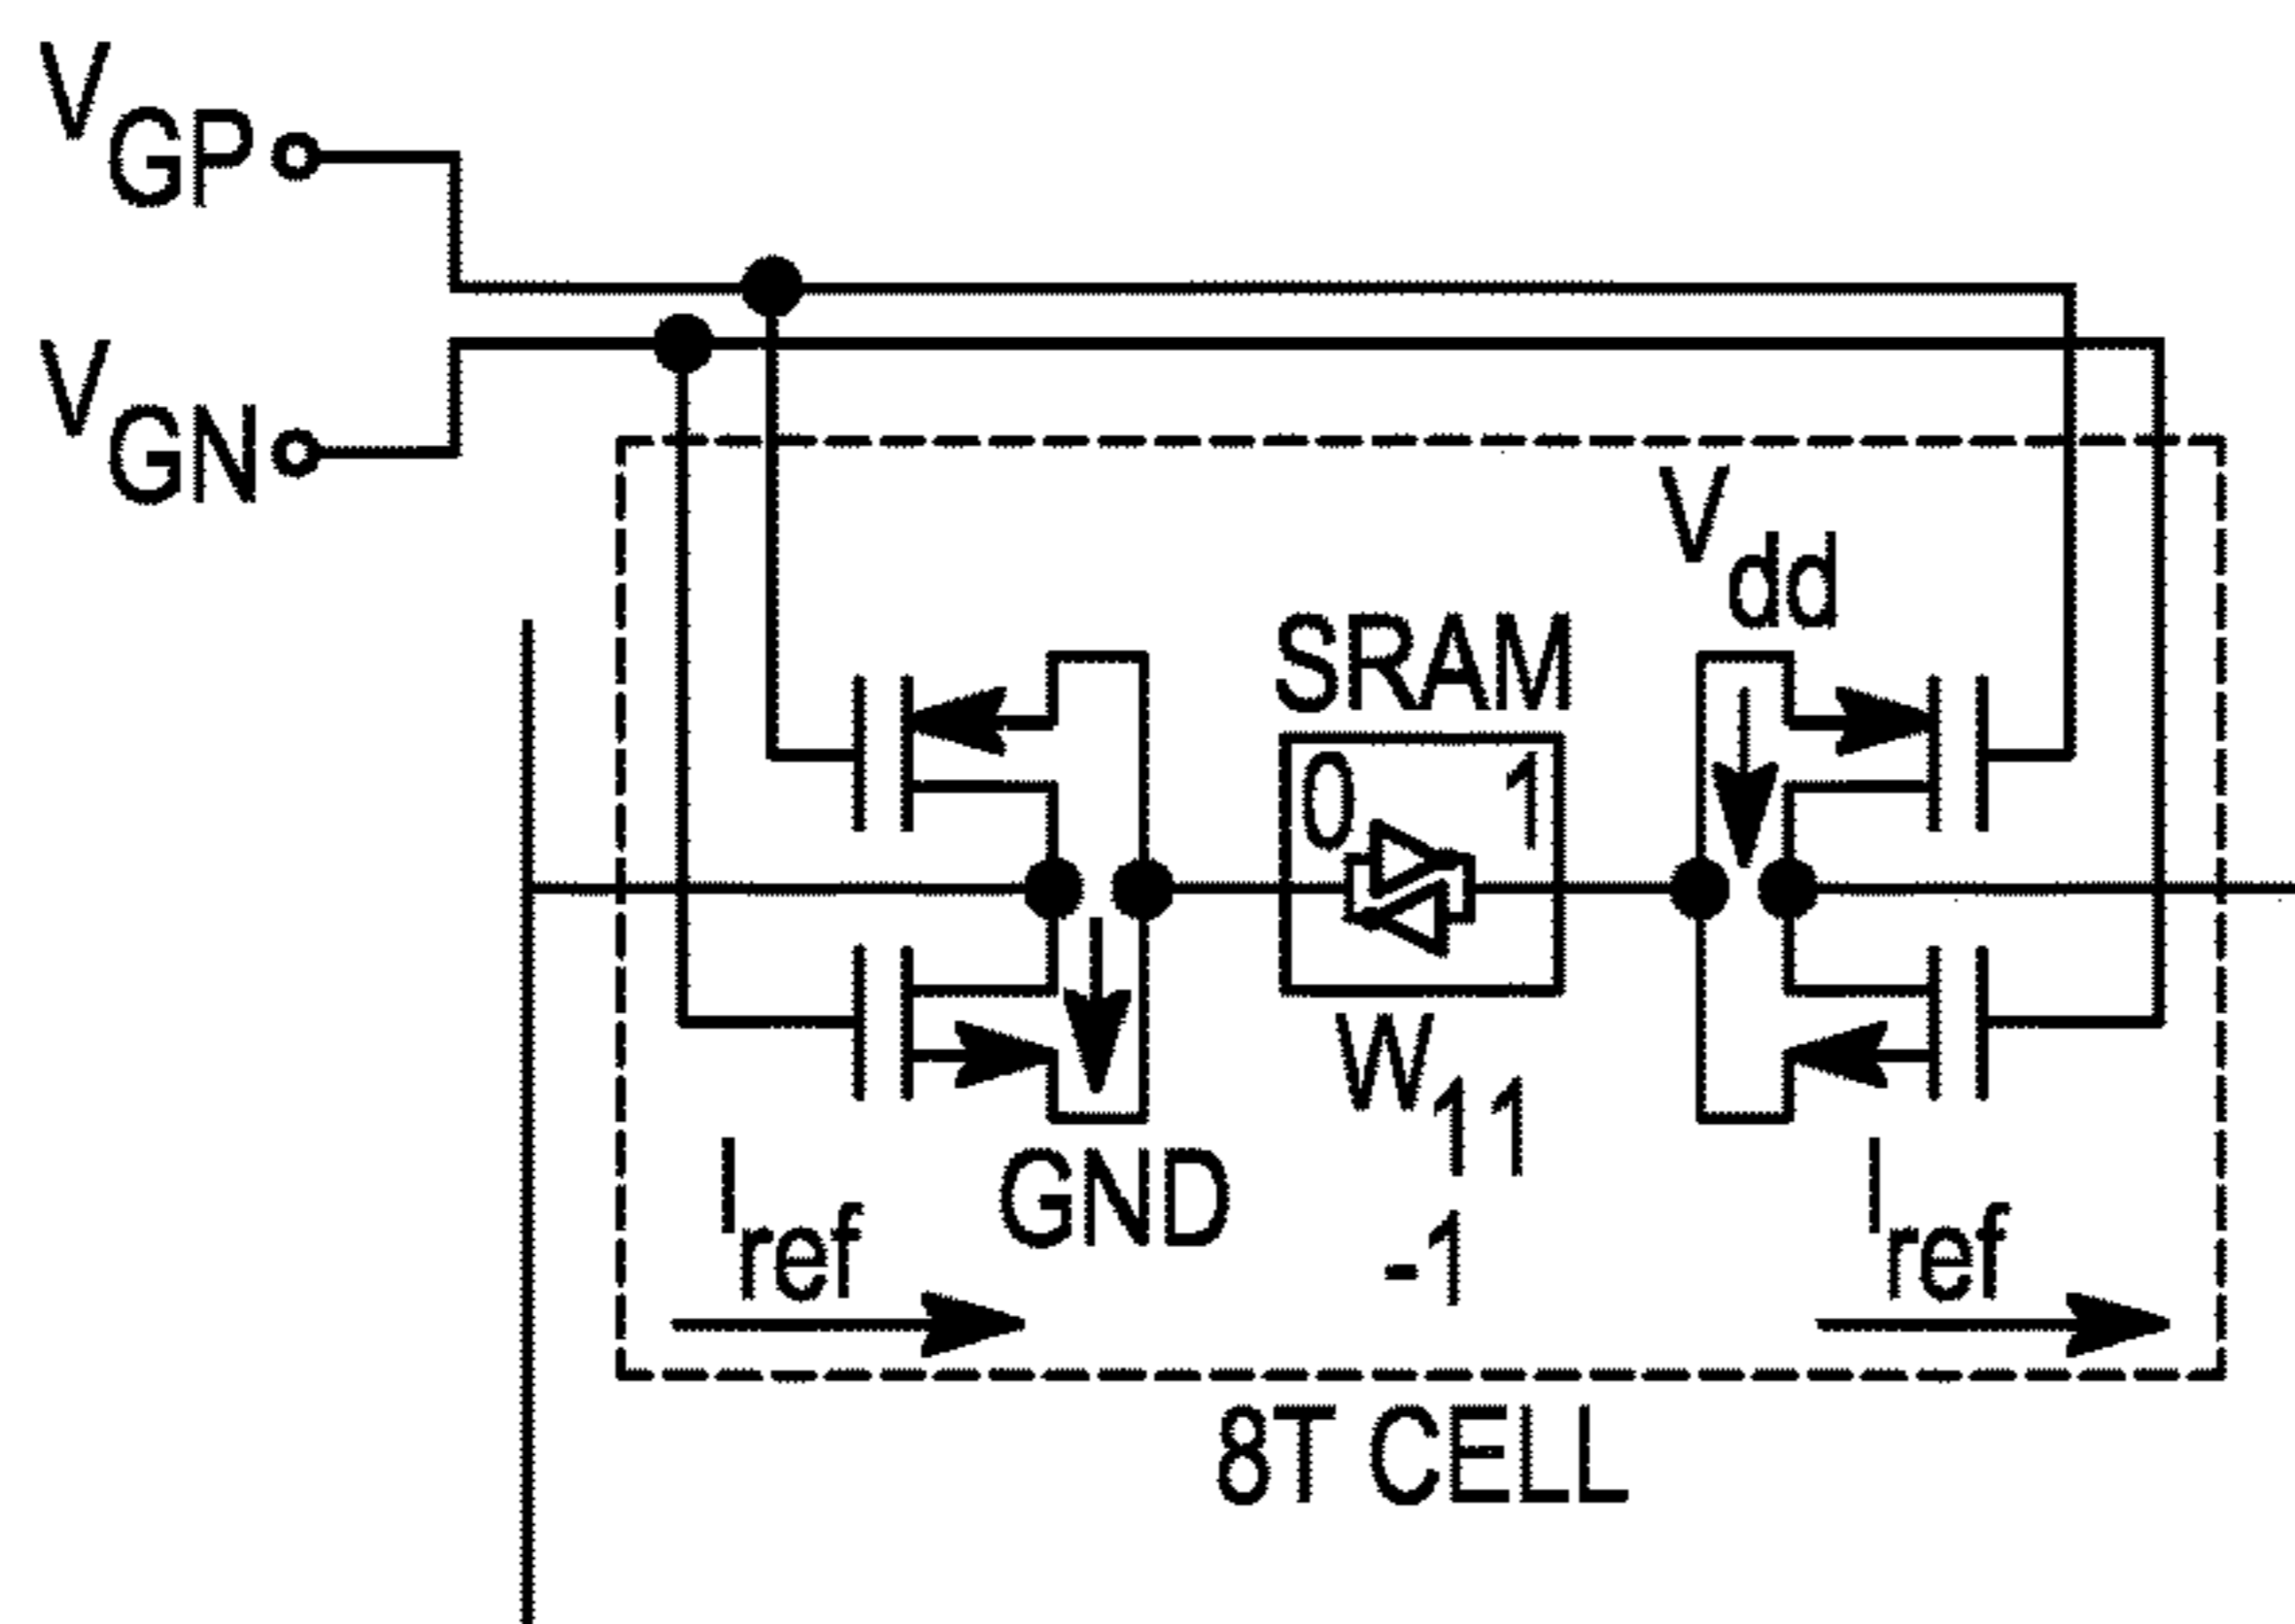 VGP
VGN
Vdd
SRAM
0 1
W11
-1
GND
Iref
Iref
8T CELL